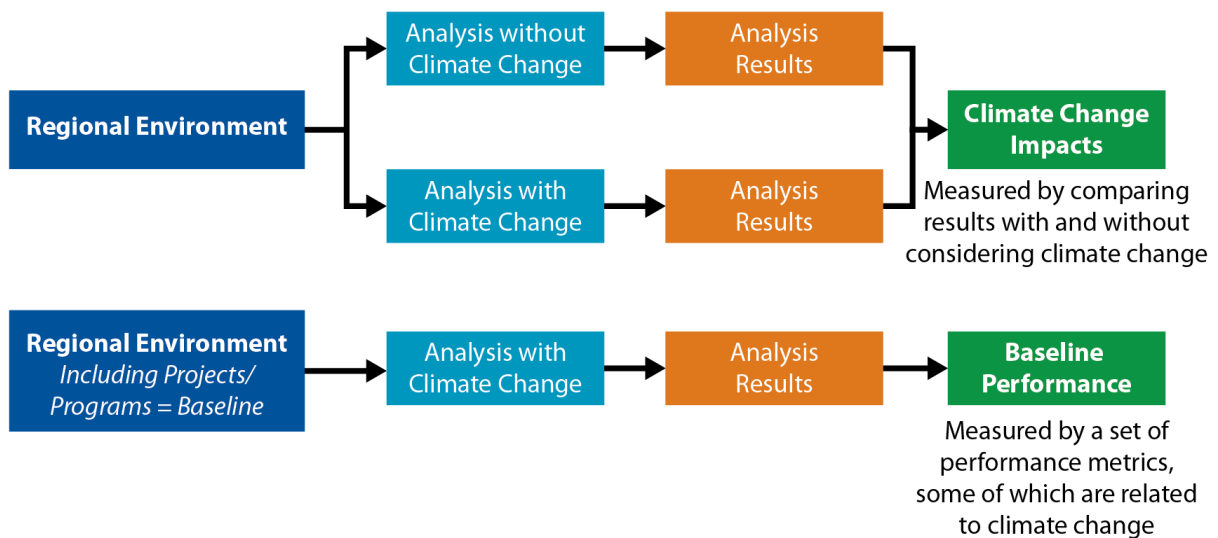 Regional Environment
Analysis without
Climate Change
Analysis
Results
Analysis with
Climate Change
Analysis
Results
Climate Change
Impacts
Measured by comparing
results with and without
considering climate change
Regional Environment
Including Projects/
Programs = Baseline
Analysis with
Climate Change
Analysis
Results
Baseline
Performance
Measured by a set of
performance metrics,
some of which are related
to climate change